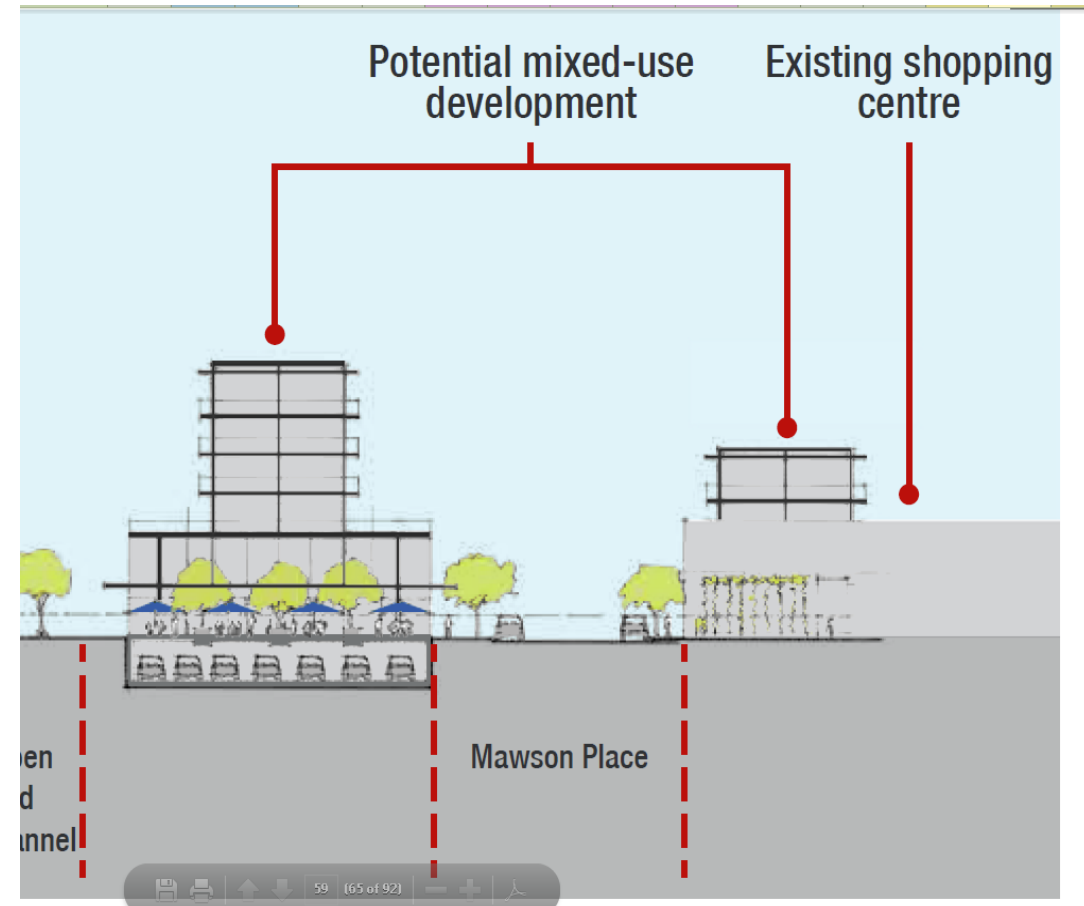 Potential mixed-use
development
Existing shopping
centre
Mawson Place
pen
d
annel
59 (65 of 92)